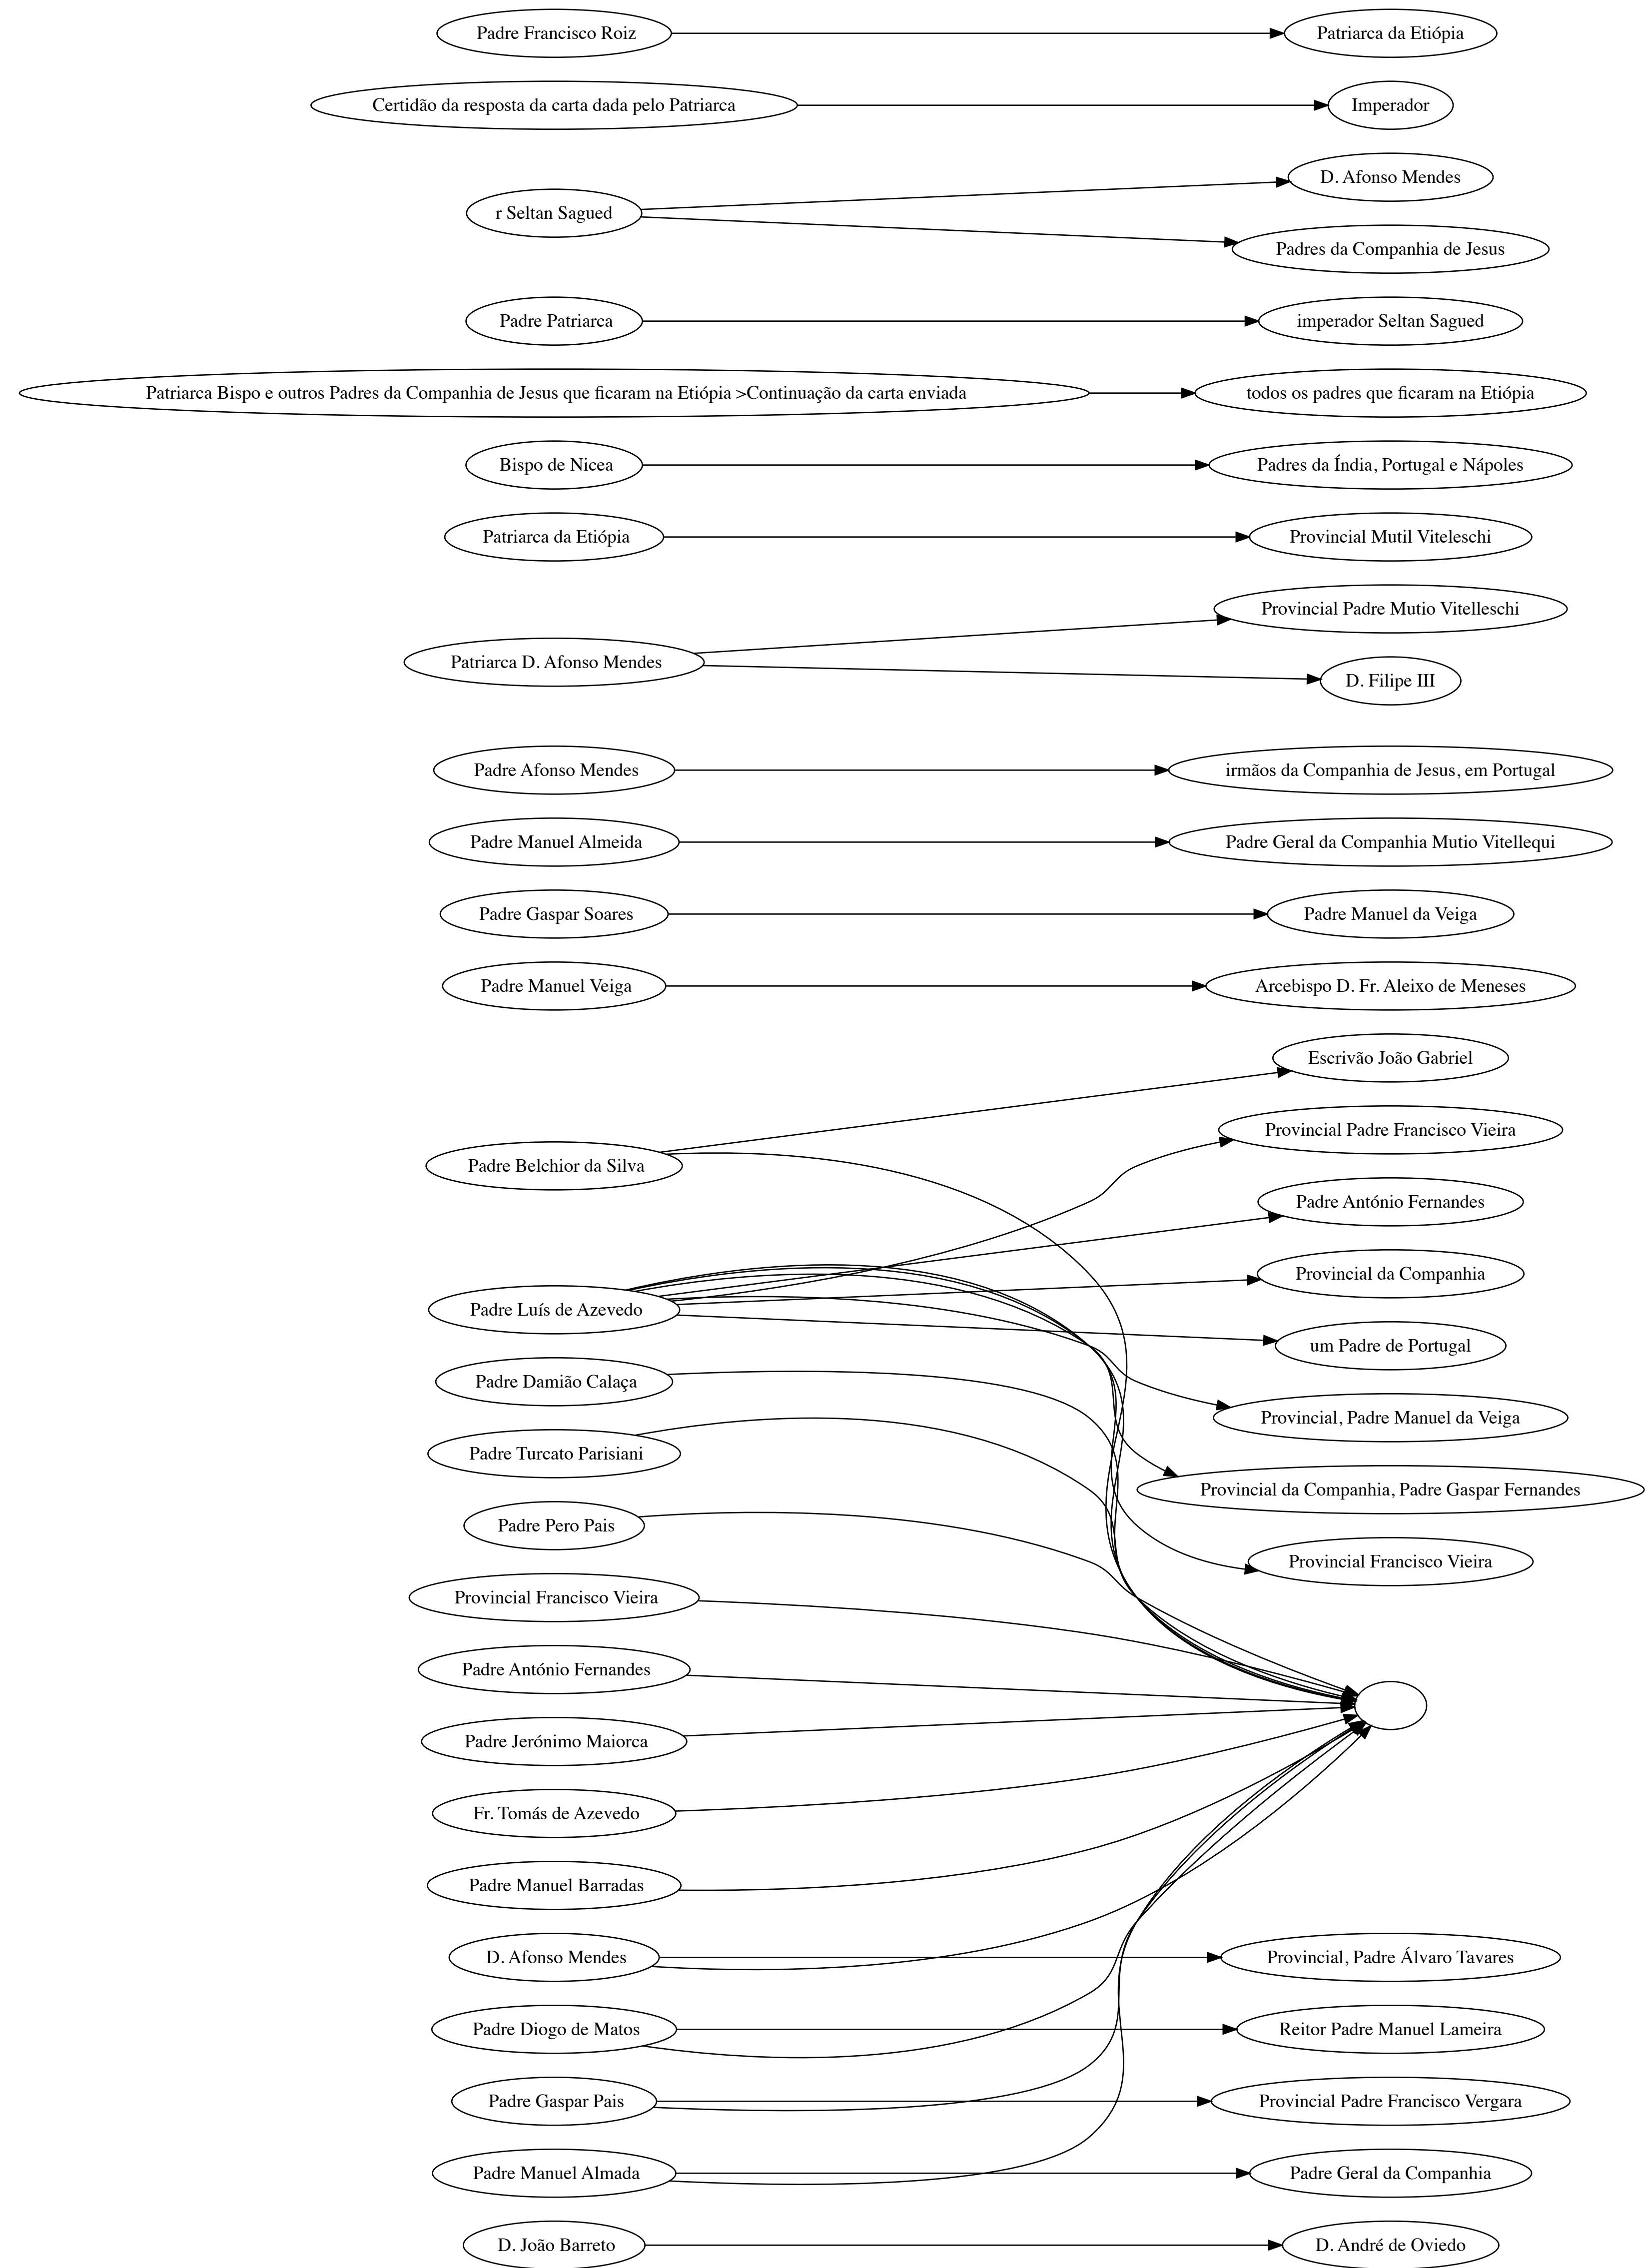 Padre Francisco Roiz
Patriarca da Etiópia
Certidão da resposta da carta dada pelo Patriarca
Imperador
D. Afonso Mendes
r Seltan Sagued
Padres da Companhia de Jesus
Padre Patriarca
imperador Seltan Sagued
Patriarca Bispo e outros Padres da Companhia de Jesus que ficaram na Etiópia >Continuação da carta enviada
todos os padres que ficaram na Etiópia
Bispo de Nicea
Padres da Índia, Portugal e Nápoles
Patriarca da Etiópia
Provincial Mutil Viteleschi
Provincial Padre Mutio Vitelleschi
Patriarca D. Afonso Mendes
D. Filipe III
Padre Afonso Mendes
irmãos da Companhia de Jesus, em Portugal
Padre Manuel Almeida
Padre Geral da Companhia Mutio Vitellequi
Padre Gaspar Soares
Padre Manuel da Veiga
Padre Manuel Veiga
Arcebispo D. Fr. Aleixo de Meneses
Escrivão João Gabriel
Provincial Padre Francisco Vieira
Padre Belchior da Silva
Padre António Fernandes
Provincial da Companhia
Padre Luís de Azevedo
um Padre de Portugal
Padre Damião Calaça
Provincial, Padre Manuel da Veiga
Padre Turcato Parisiani
Provincial da Companhia, Padre Gaspar Fernandes
Padre Pero Pais
Provincial Francisco Vieira
Provincial Francisco Vieira
Padre António Fernandes
Padre Jerónimo Maiorca
Fr. Tomás de Azevedo
Padre Manuel Barradas
D. Afonso Mendes
Provincial, Padre Álvaro Tavares
Padre Diogo de Matos
Reitor Padre Manuel Lameira
Padre Gaspar Pais
Provincial Padre Francisco Vergara
Padre Manuel Almada
Padre Geral da Companhia
D. João Barreto
D. André de Oviedo